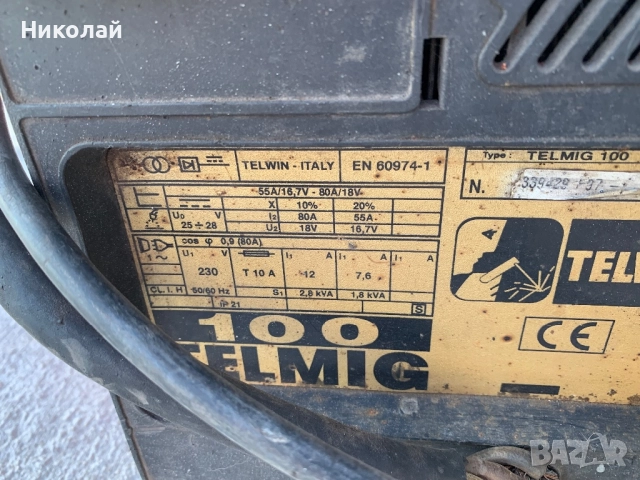 Николай
TELWIN - ITALY EN 60974-1
Type: TELMIG 100
N.
55A/16,7V - 80A/18V
X 10% 20%
U₀ V I₂ 80A 55A
25 ÷ 28 U₂ 18V 16,7V
cos φ 0,9 (80A)
1~ U₁ V I₁ A I₁ A
230 T 10 A 12 7,6
CL. I. H 50/60 Hz S₁ 2,8 kVA 1,8 kVA
IP 21 S
TEL
CE
100
TELMIG
BAZAR
bg